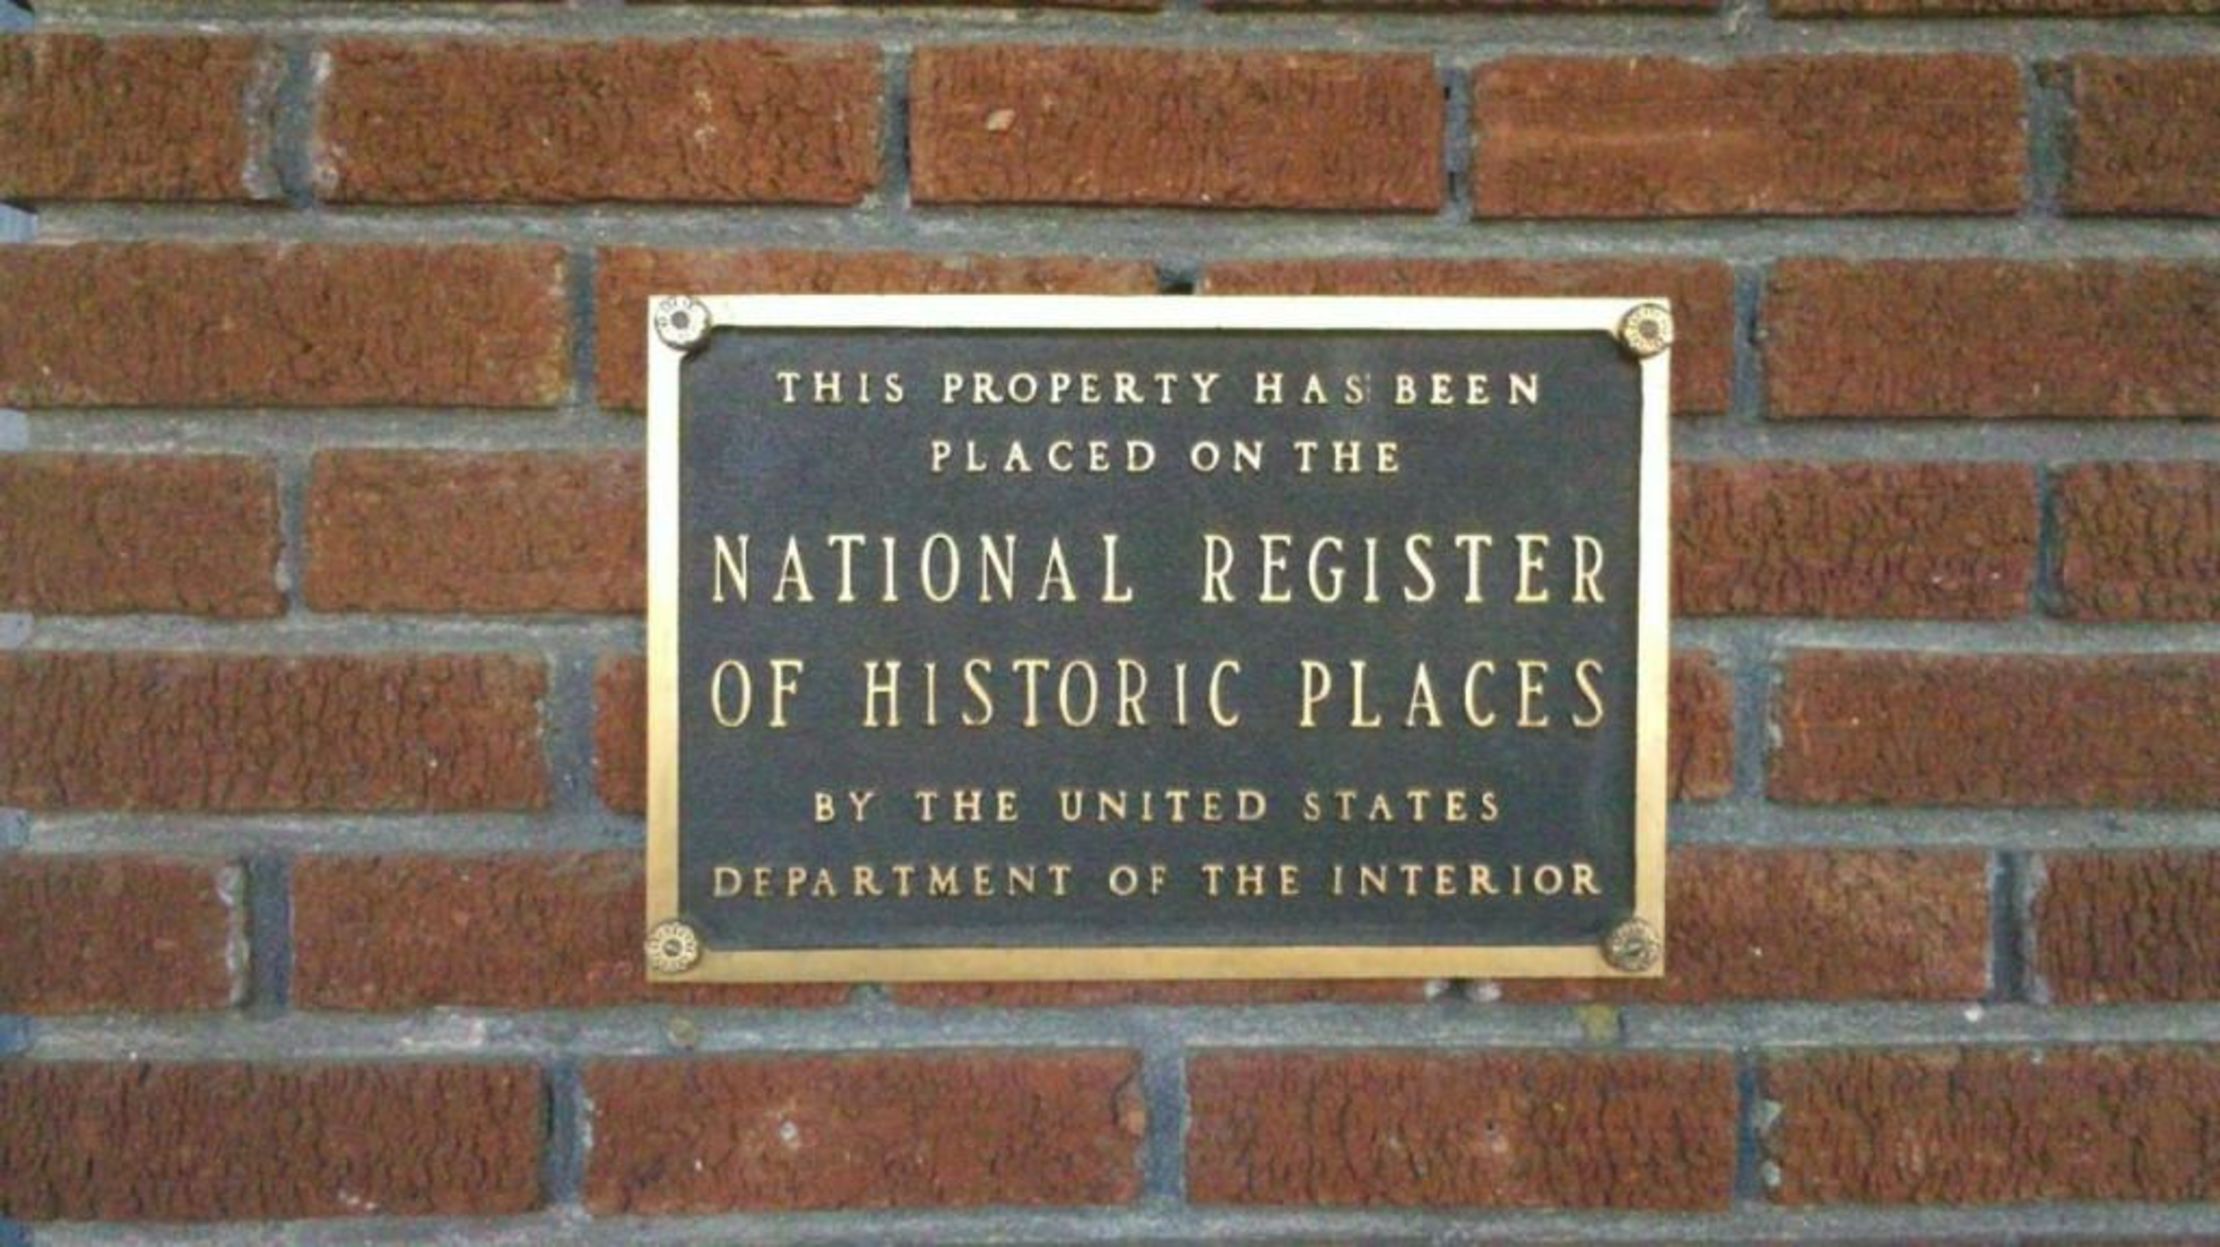 THIS PROPERTY HAS BEEN
PLACED ON THE
NATIONAL REGISTER
OF HISTORIC PLACES
BY THE UNITED STATES
DEPARTMENT OF THE INTERIOR